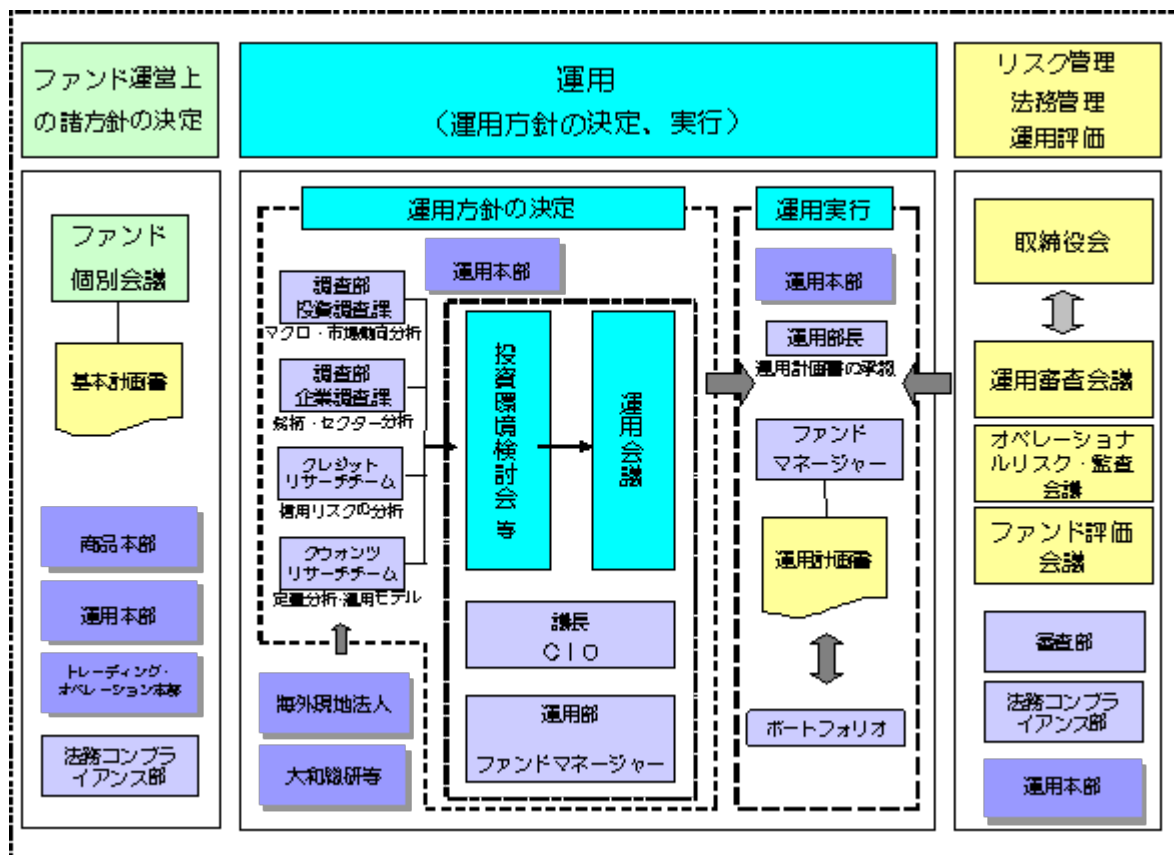 ファンド運営上
の諸方針の決定
運用
（運用方針の決定、実行）
リスク管理
法務管理
運用評価
ファンド
個別会議
基本計画書
商品本部
運用本部
トレーディング・
オペレーション本部
法務コンプラ
イアンス部
運用方針の決定
運用本部
調査部
投資調査課
マクロ・市場動向分析
調査部
企業調査課
銘柄・セクター分析
クレジット
リサーチチーム
信用リスクの分析
クウォンツ
リサーチチーム
定量分析・運用モデル
海外現地法人
大和総研等
投資環境検討会 等
運用会議
議長
ＣＩＯ
運用部
ファンドマネージャー
運用実行
運用本部
運用部長
運用計画書の承認
ファンド
マネージャー
運用計画書
ポートフォリオ
取締役会
運用審査会議
オペレーショナ
ルリスク・監査
会議
ファンド評価
会議
審査部
法務コンプラ
イアンス部
運用本部